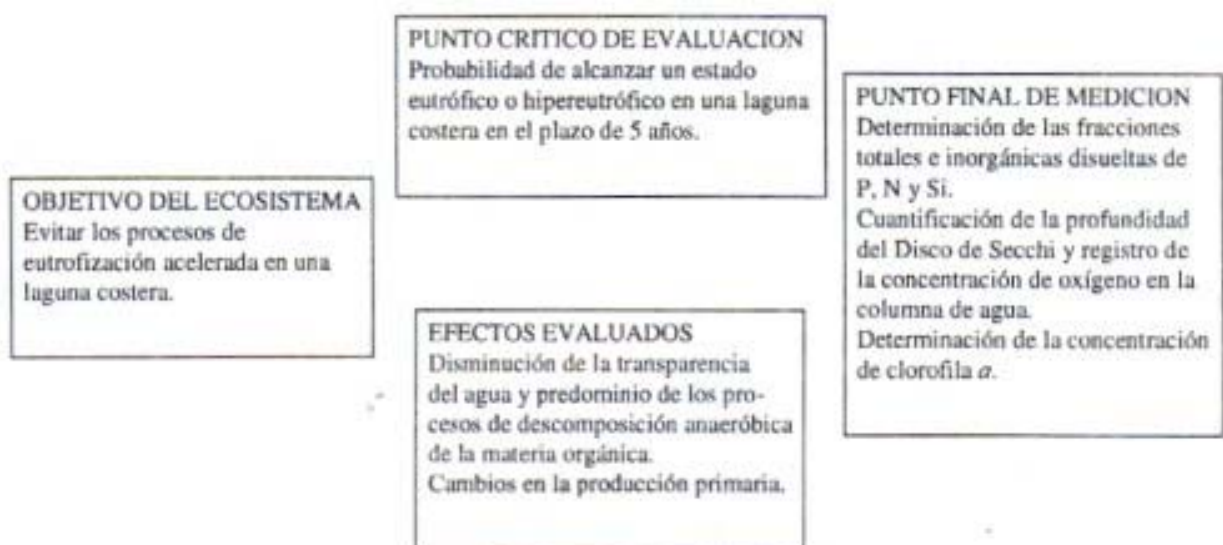 PUNTO CRITICO DE EVALUACION
Probabilidad de alcanzar un estado
eutrófico o hipereutrófico en una laguna
costera en el plazo de 5 años.
OBJETIVO DEL ECOSISTEMA
Evitar los procesos de
eutrofización acelerada en una
laguna costera.
EFECTOS EVALUADOS
Disminución de la transparencia
del agua y predominio de los pro-
cesos de descomposición anaeróbica
de la materia orgánica.
Cambios en la producción primaria.
PUNTO FINAL DE MEDICION
Determinación de las fracciones
totales e inorgánicas disueltas de
P, N y Si.
Cuantificación de la profundidad
del Disco de Secchi y registro de
la concentración de oxígeno en la
columna de agua.
Determinación de la concentración
de clorofila a.